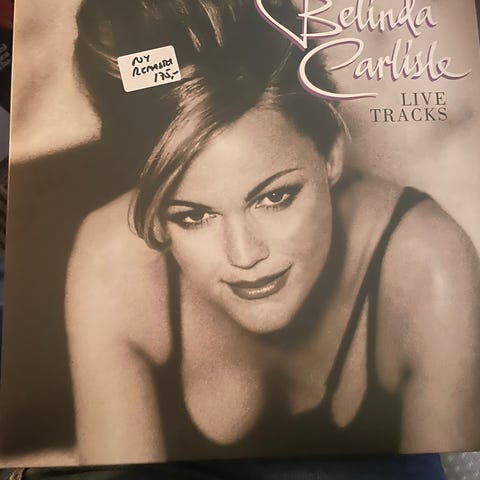 Belinda
Carlisle
LIVE
TRACKS
NY
REMASTER
175,-